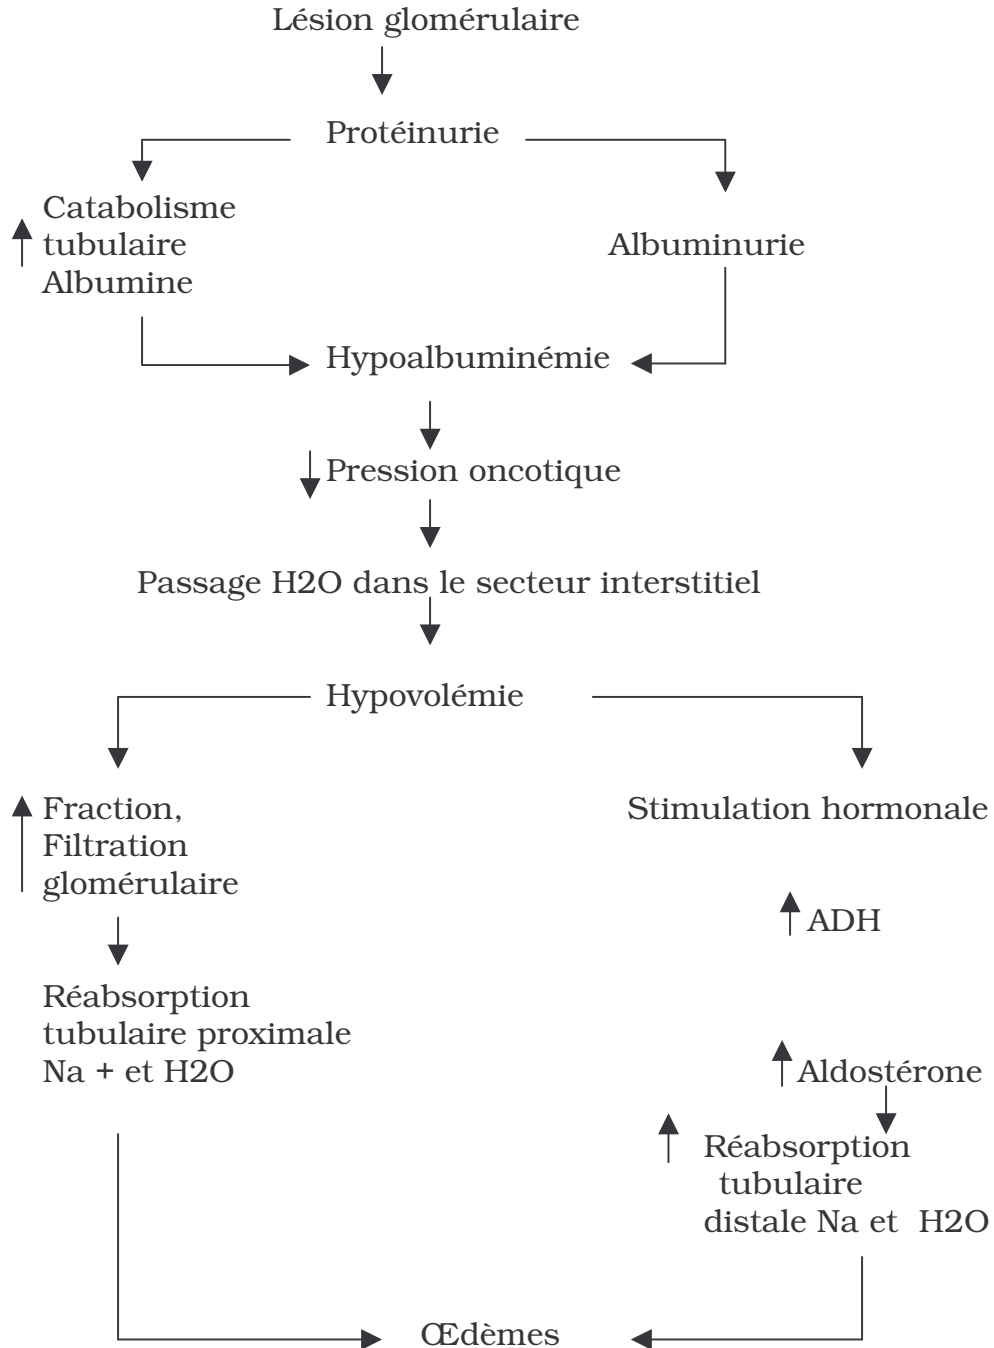 Lésion glomérulaire
Protéinurie
Catabolisme
tubulaire
Albumine
Albuminurie
Hypoalbuminémie
Pression oncotique
Passage H2O dans le secteur interstitiel
Hypovolémie
Fraction,
Filtration
glomérulaire
Réabsorption
tubulaire proximale
Na + et H2O
Stimulation hormonale
ADH
Aldostérone
Réabsorption
tubulaire
distale Na et H2O
Œdèmes